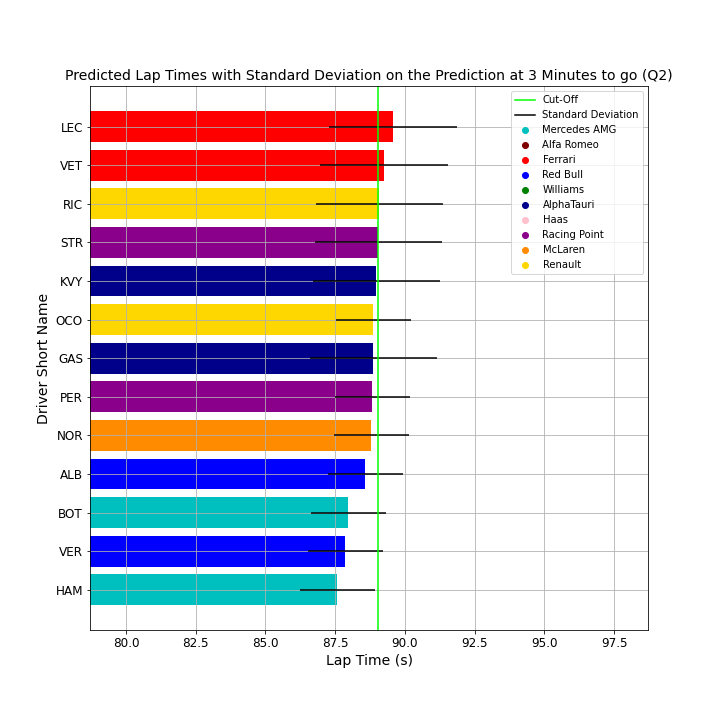 Predicted Lap Times with Standard Deviation on the Prediction at 3 Minutes to go (Q2)
Cut-Off
Standard Deviation
Mercedes AMG
Alfa Romeo
Ferrari
Red Bull
Williams
AlphaTauri
Haas
Racing Point
McLaren
Renault
Driver Short Name
LEC
VET
RIC
STR
KVY
OCO
GAS
PER
NOR
ALB
BOT
VER
HAM
80.0 82.5 85.0 87.5 90.0 92.5 95.0 97.5
Lap Time (s)